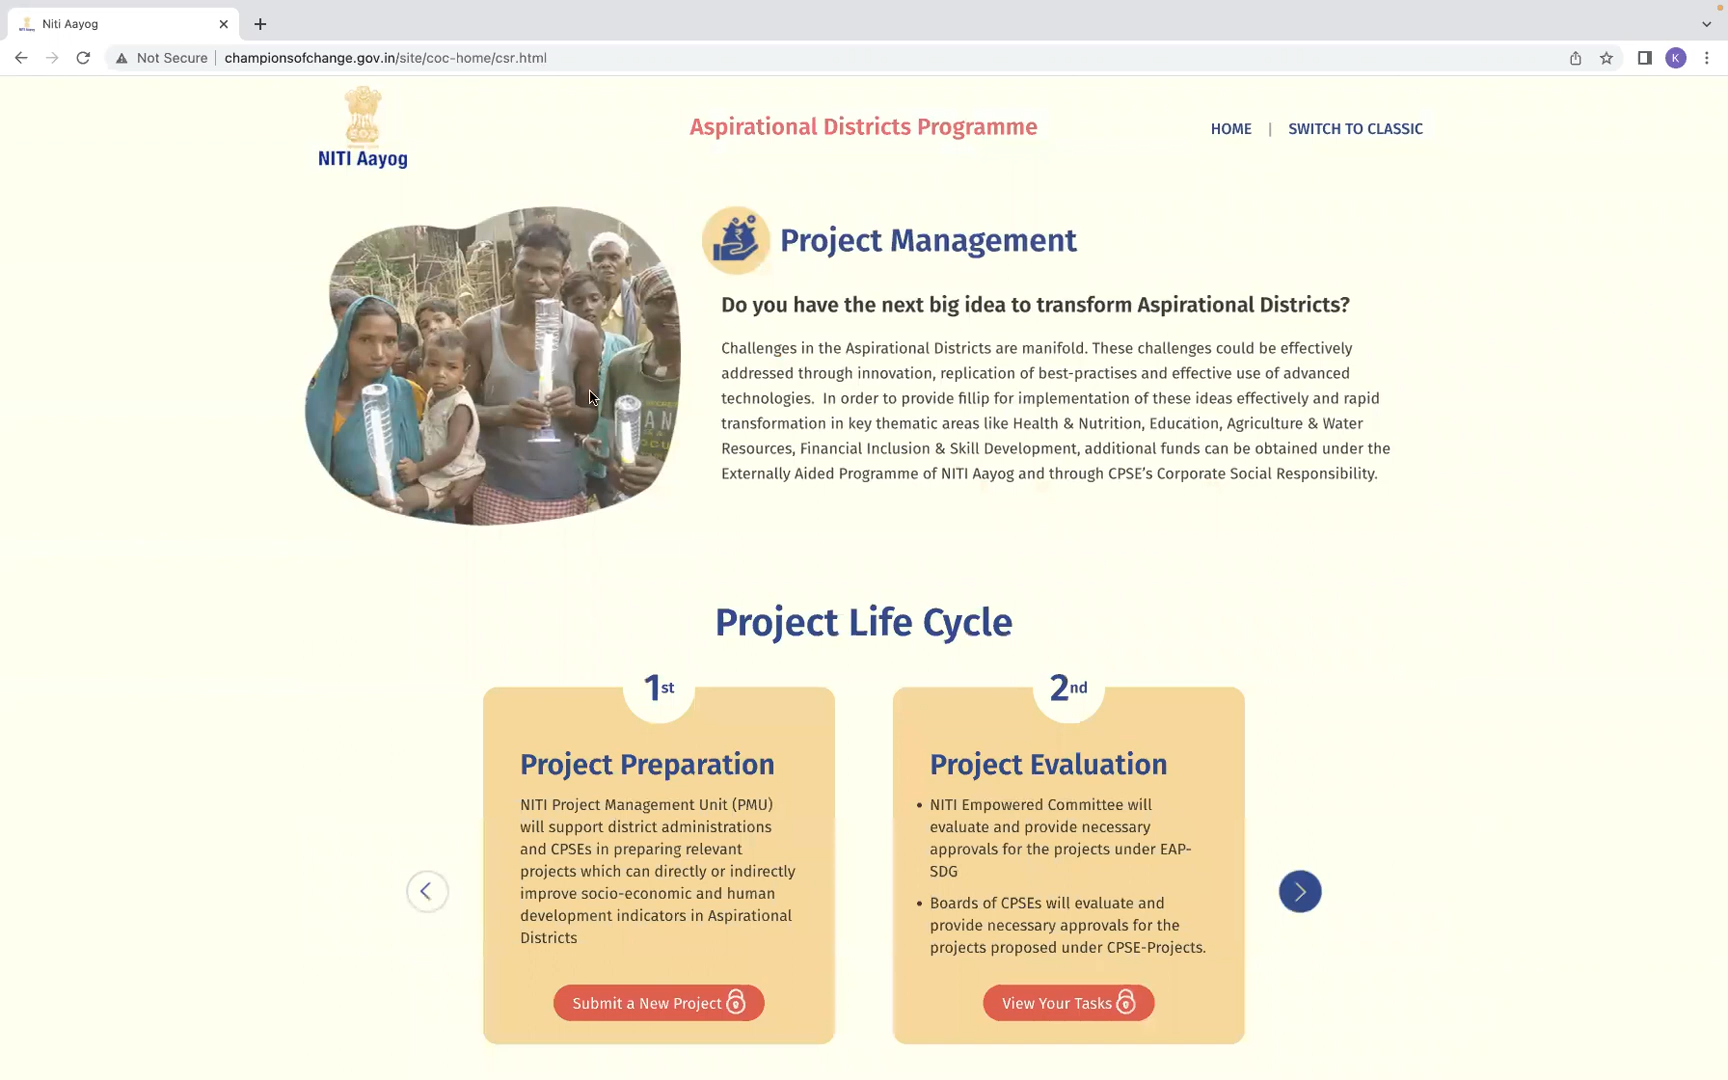 Niti Aayog
Not Secure championsofchange.gov.in/site/coc-home/csr.html
K
NITI Aayog
Aspirational Districts Programme
HOME | SWITCH TO CLASSIC
Project Management
Do you have the next big idea to transform Aspirational Districts?
Challenges in the Aspirational Districts are manifold. These challenges could be effectively
addressed through innovation, replication of best-practises and effective use of advanced
technologies. In order to provide fillip for implementation of these ideas effectively and rapid
transformation in key thematic areas like Health & Nutrition, Education, Agriculture & Water
Resources, Financial Inclusion & Skill Development, additional funds can be obtained under the
Externally Aided Programme of NITI Aayog and through CPSE’s Corporate Social Responsibility.
Project Life Cycle
1st
Project Preparation
NITI Project Management Unit (PMU)
will support district administrations
and CPSEs in preparing relevant
projects which can directly or indirectly
improve socio-economic and human
development indicators in Aspirational
Districts
Submit a New Project
2nd
Project Evaluation
• NITI Empowered Committee will
evaluate and provide necessary
approvals for the projects under EAP-
SDG
• Boards of CPSEs will evaluate and
provide necessary approvals for the
projects proposed under CPSE-Projects.
View Your Tasks